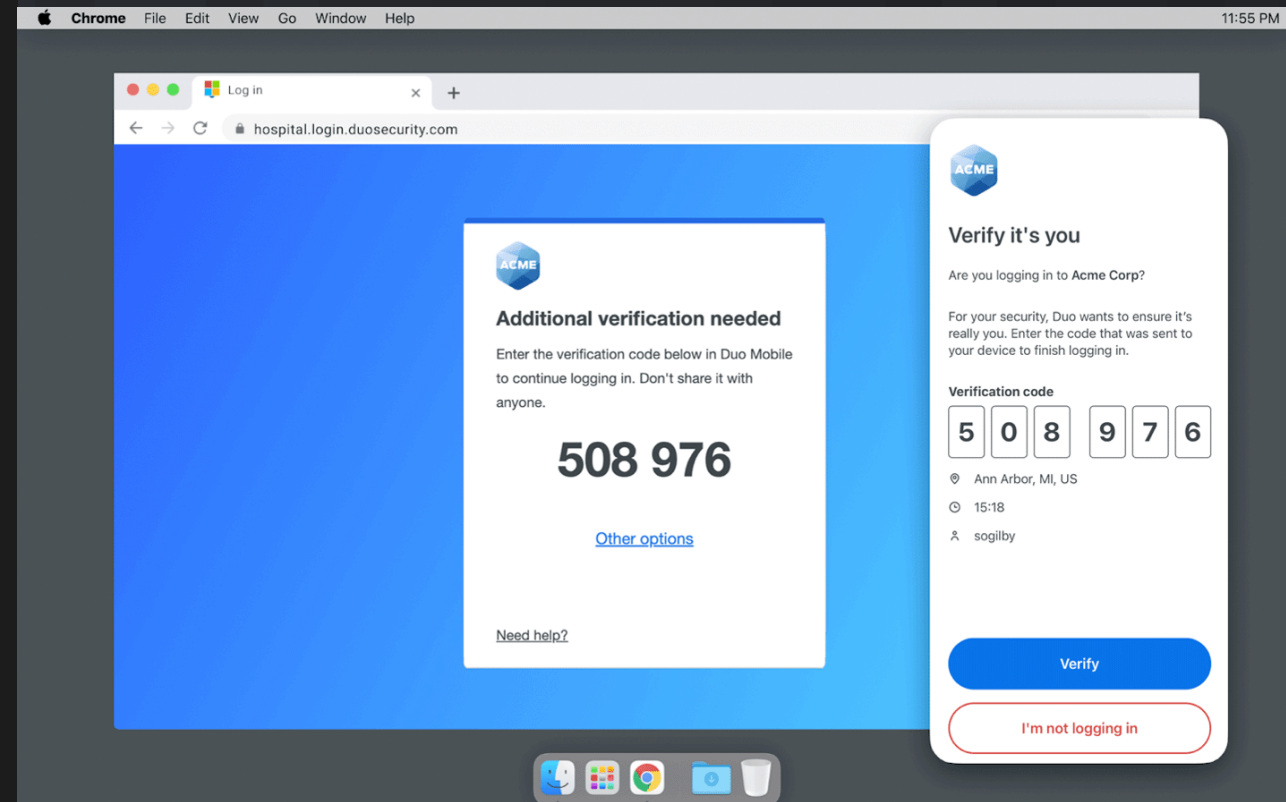 Chrome File Edit View Go Window Help 11:55 PM
Log in
hospital.login.duosecurity.com
ACME
Additional verification needed
Enter the verification code below in Duo Mobile
to continue logging in. Don't share it with
anyone.
508 976
Other options
Need help?
ACME
Verify it's you
Are you logging in to Acme Corp?
For your security, Duo wants to ensure it's
really you. Enter the code that was sent to
your device to finish logging in.
Verification code
5 0 8 9 7 6
Ann Arbor, MI, US
15:18
sogilby
Verify
I'm not logging in